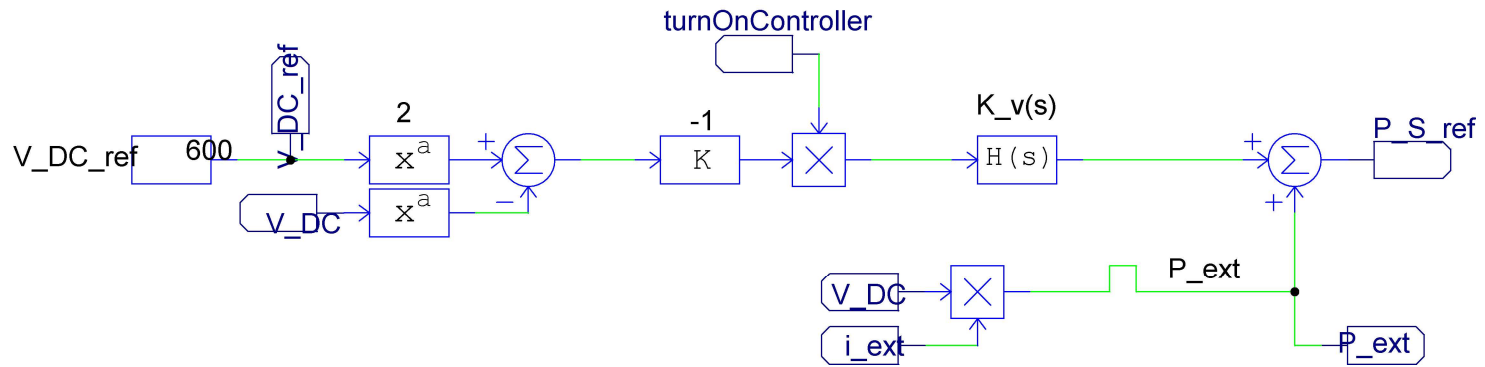 turnOnController
V_DC_ref
2
-1
K_v(s)
P_S_ref
V_DC_ref
600
x^a
+
Σ
K
×
H(s)
+
Σ
V_DC
x^a
−
+
V_DC
×
P_ext
i_ext
P_ext